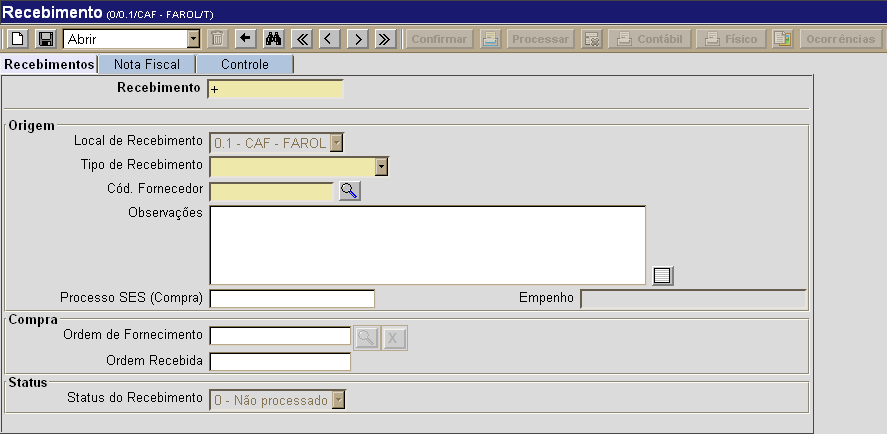 Recebimento (0/0.1/CAF - FAROL/T)
Abrir Confirmar Processar Contábil Físico Ocorrências
Recebimentos Nota Fiscal Controle
Recebimento +
Origem
Local de Recebimento 0.1 - CAF - FAROL
Tipo de Recebimento
Cód. Fornecedor
Observações
Processo SES (Compra) Empenho
Compra
Ordem de Fornecimento X
Ordem Recebida
Status
Status do Recebimento 0 - Não processado